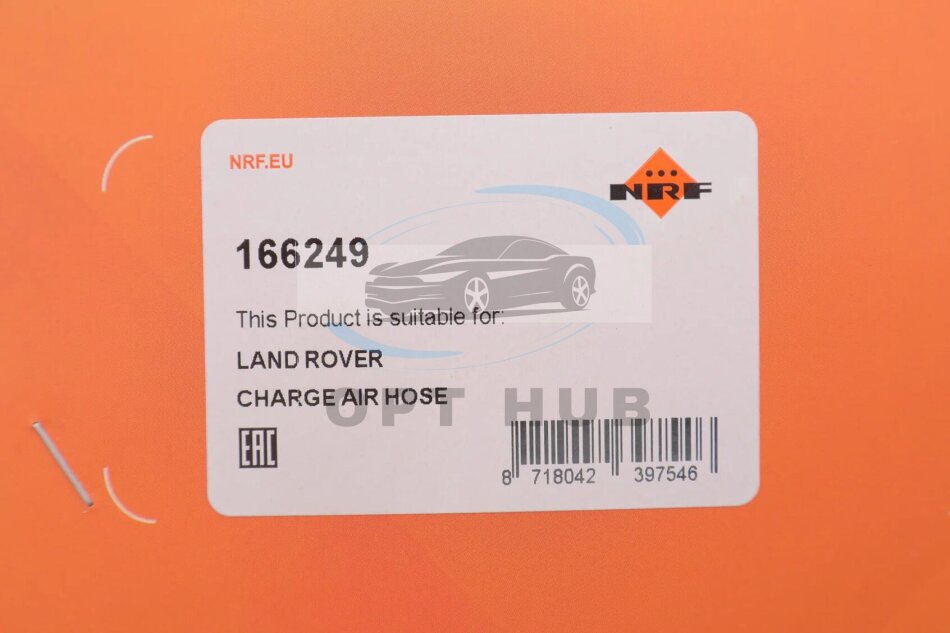 NRF.EU
NRF
166249
This Product is suitable for:
LAND ROVER
CHARGE AIR HOSE
OPT HUB
EAC
8 718042 397546